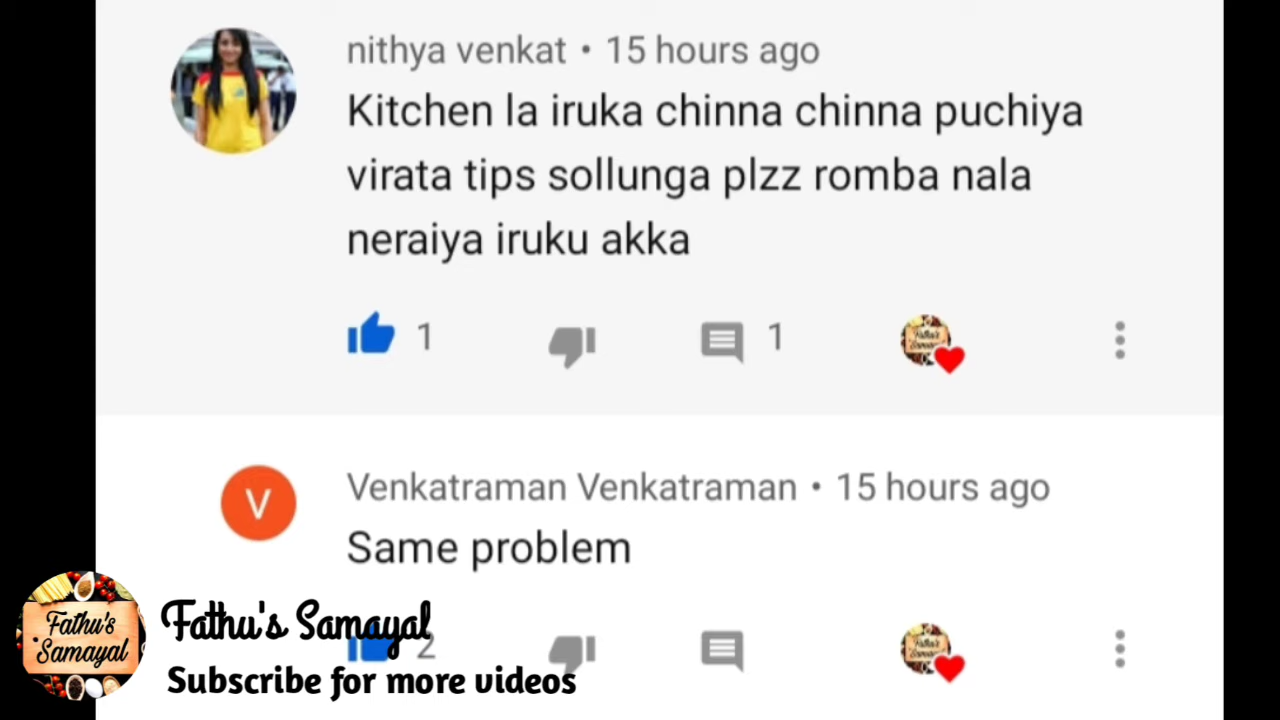 nithya venkat • 15 hours ago
Kitchen la iruka chinna chinna puchiya
virata tips sollunga plzz romba nala
neraiya iruku akka
1
1
Venkatraman Venkatraman • 15 hours ago
V
Same problem
2
Fathu's
Samayal
Fathu's Samayal
Subscribe for more videos